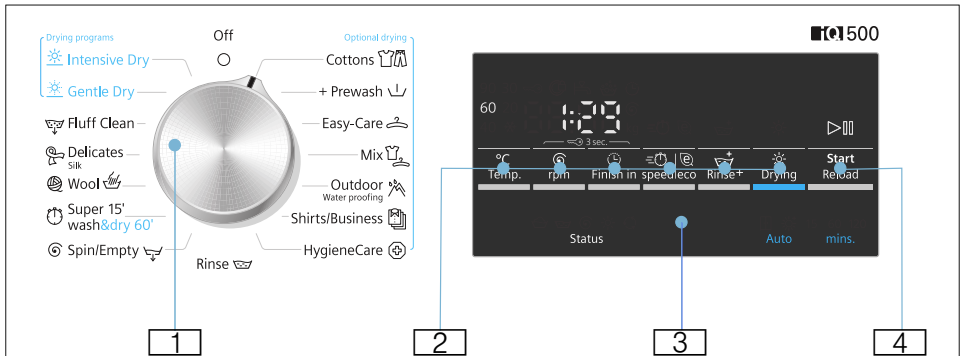 iQ 500
Drying programs
Off
Optional drying
Intensive Dry
Cottons
Gentle Dry
+ Prewash
Fluff Clean
Easy-Care
Delicates
Silk
Mix
Wool
Outdoor
Water proofing
Super 15'
wash&dry 60'
Shirts/Business
Spin/Empty
HygieneCare
Rinse
60
1:29
3 sec.
°C
e
Start
Temp.
rpm
Finish in
speed|eco
Rinse+
Drying
Reload
Status
Auto
mins.
1
2
3
4